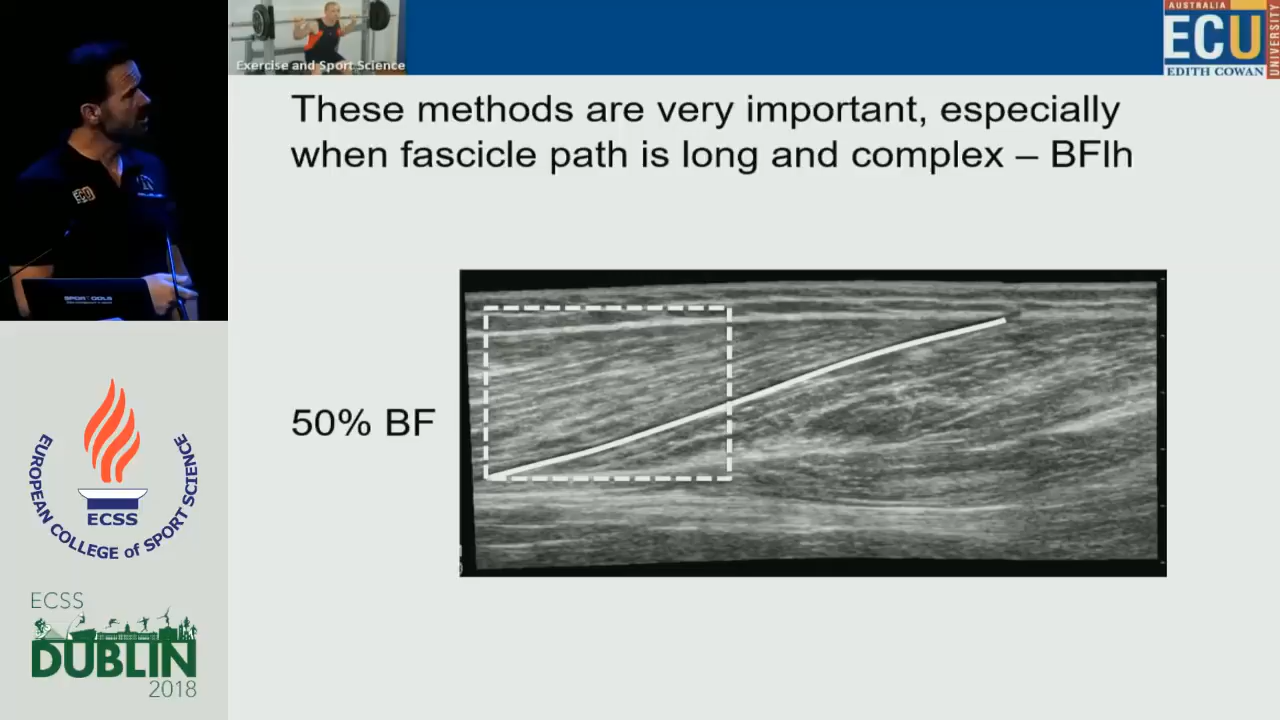 Exercise and Sport Science
AUSTRALIA
ECU
EDITH COWAN
UNIVERSITY
These methods are very important, especially
when fascicle path is long and complex – BFlh
50% BF
ECU
EUROPEAN COLLEGE of SPORT SCIENCE
ECSS
ECSS
DUBLIN
2018